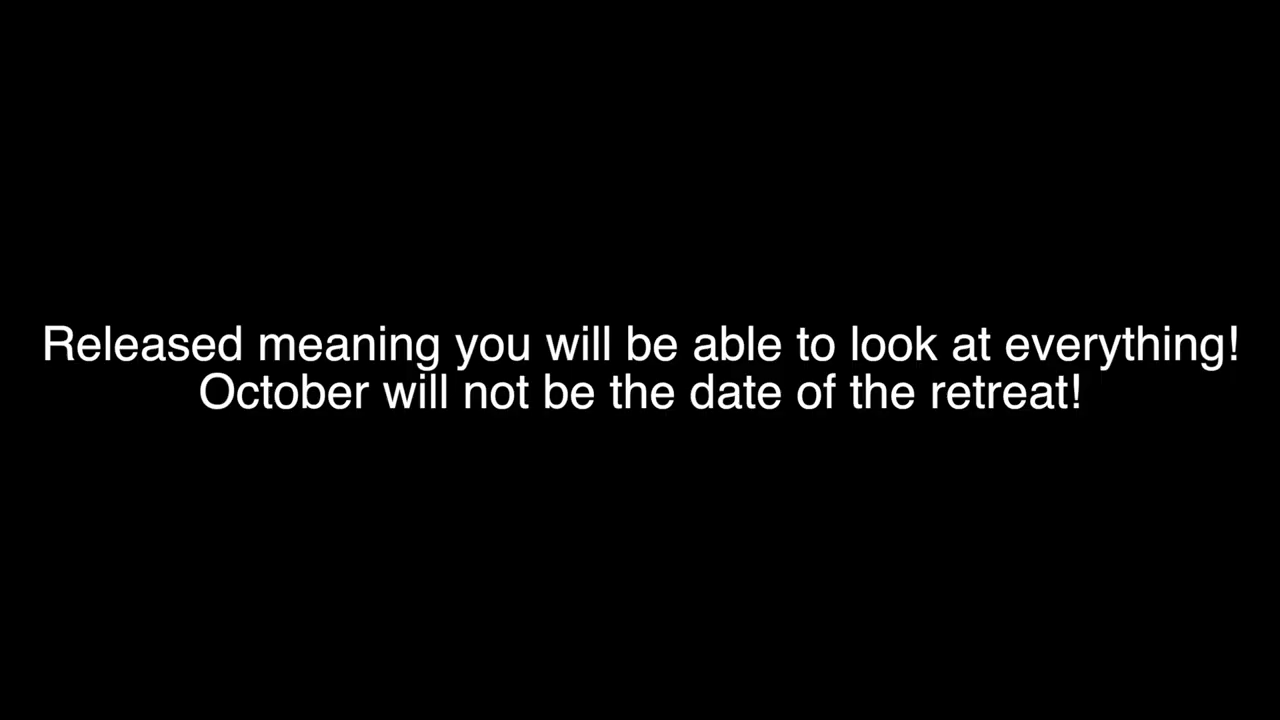 Released meaning you will be able to look at everything!
October will not be the date of the retreat!